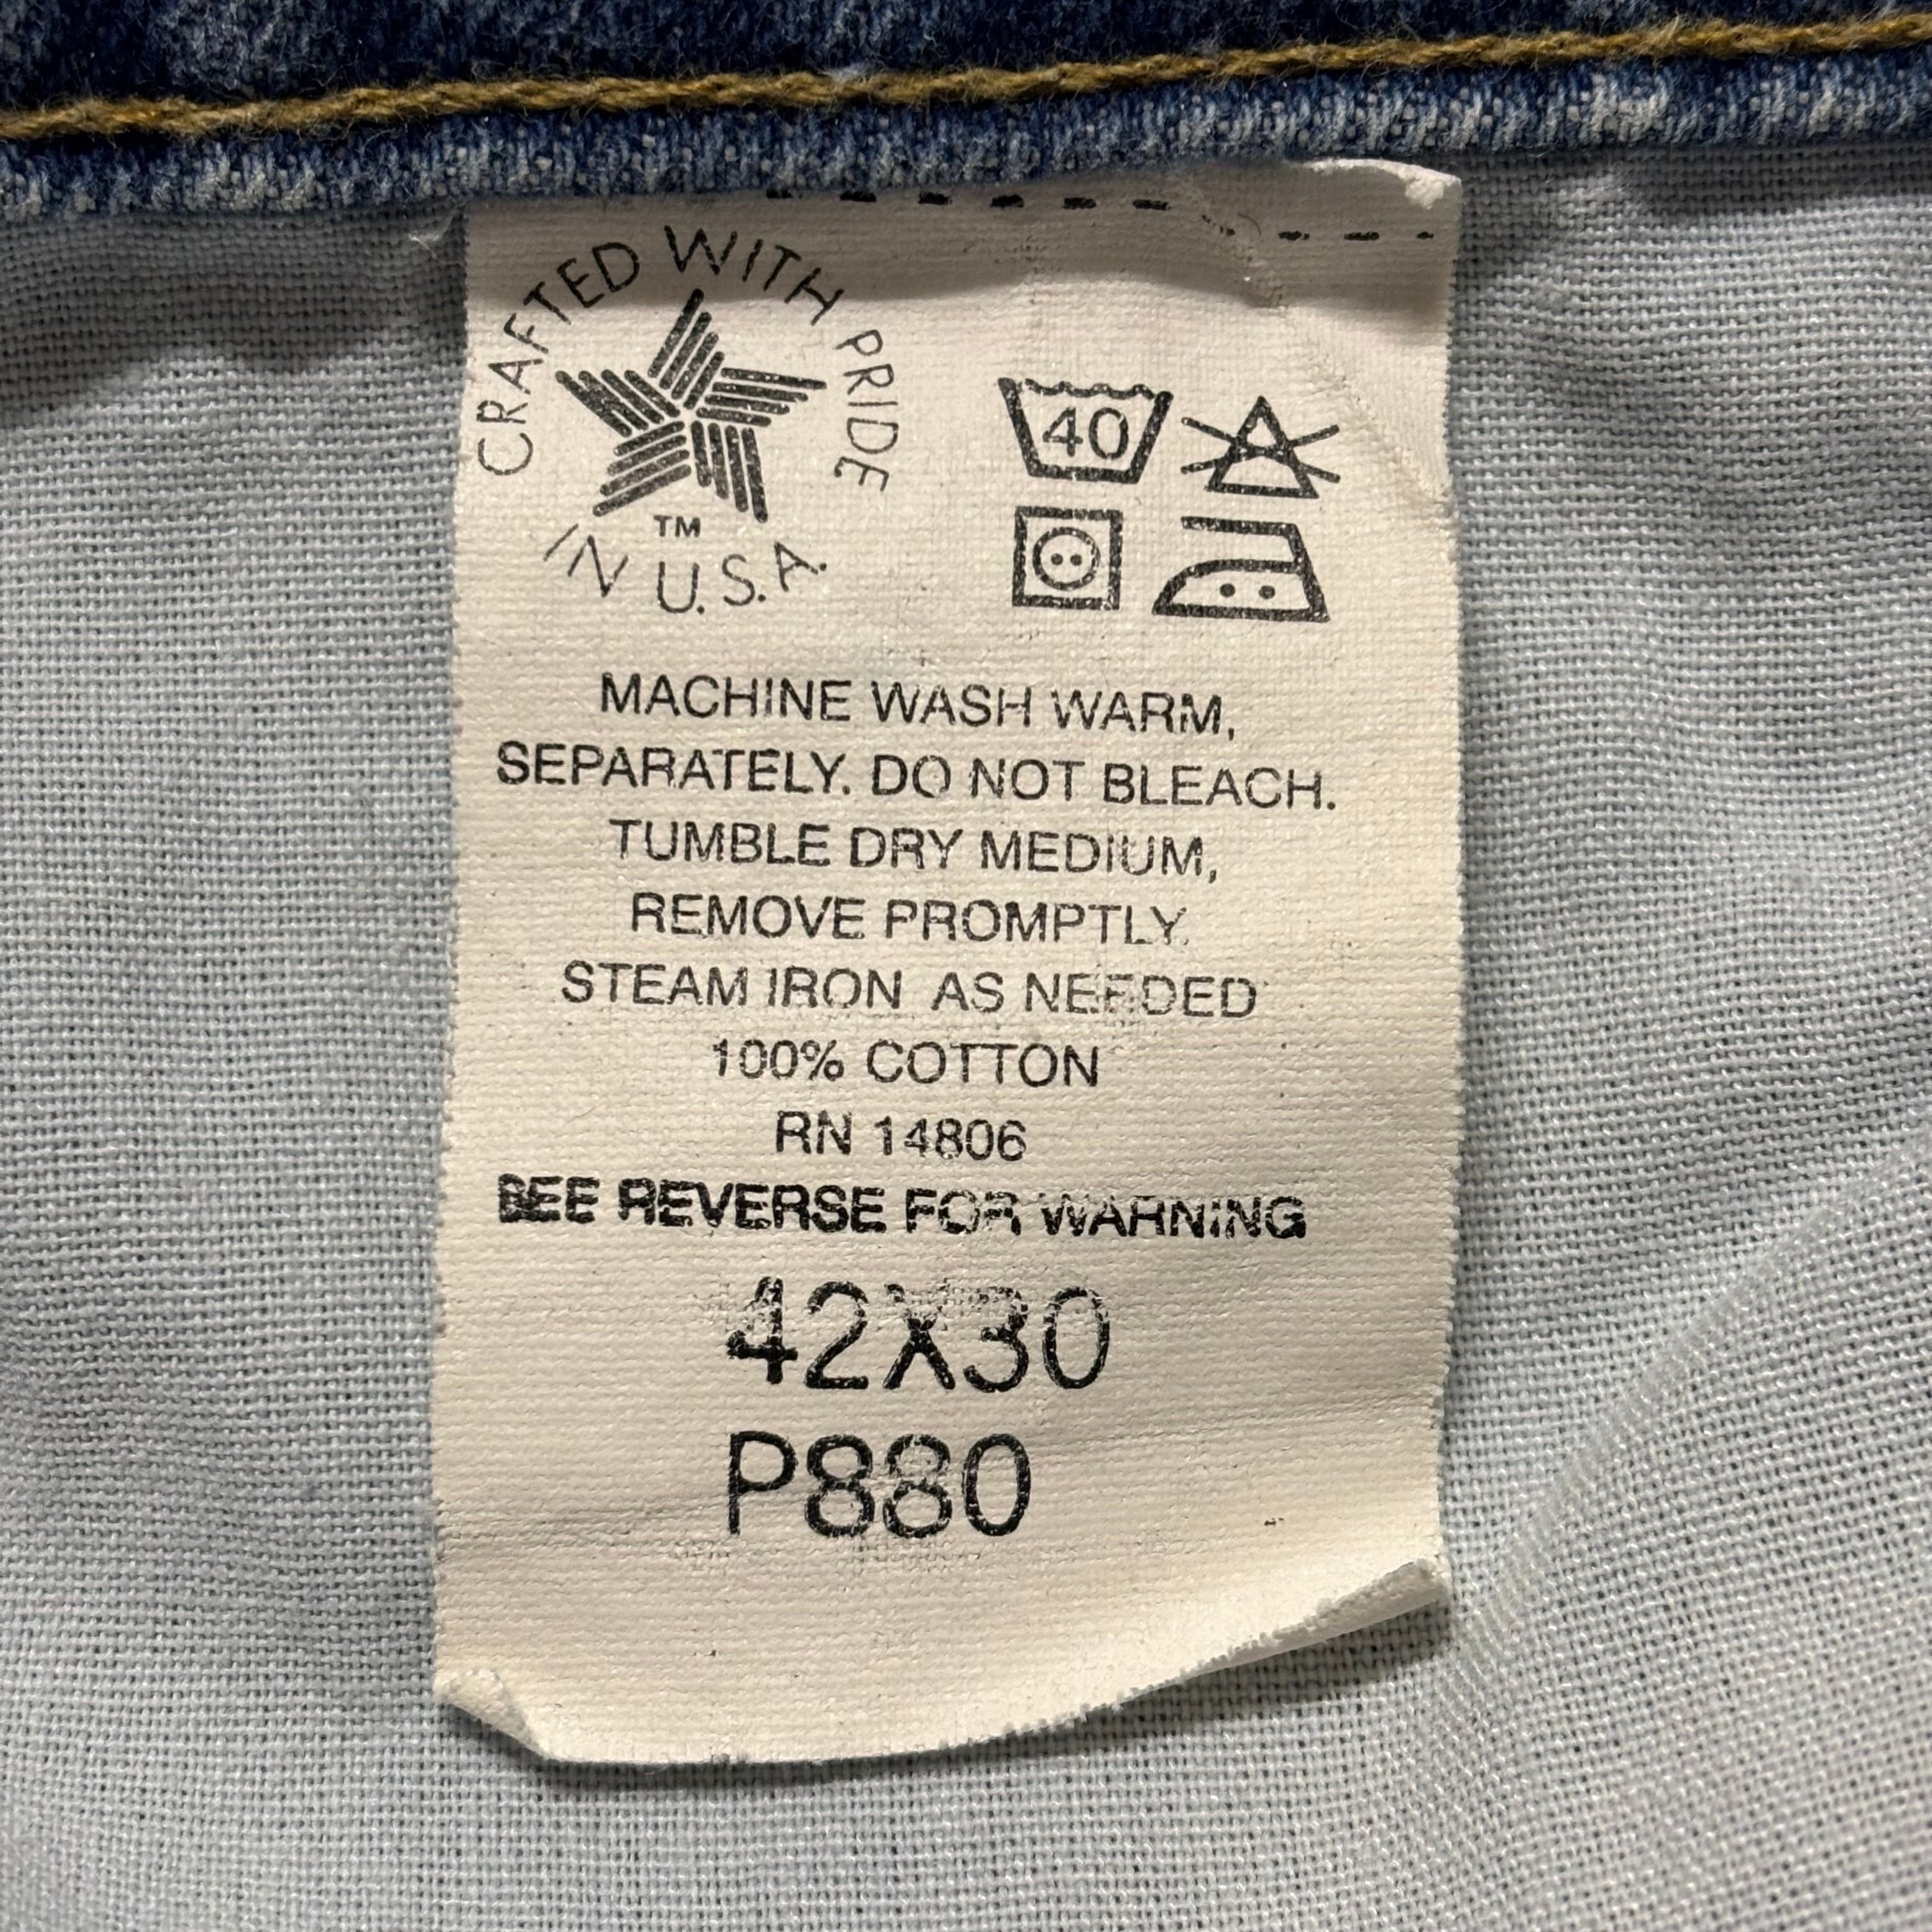 CRAFTED WITH PRIDE
TM
IN U.S.A.
40
MACHINE WASH WARM,
SEPARATELY. DO NOT BLEACH.
TUMBLE DRY MEDIUM,
REMOVE PROMPTLY.
STEAM IRON AS NEEDED
100% COTTON
RN 14806
SEE REVERSE FOR WARNING
42X30
P880